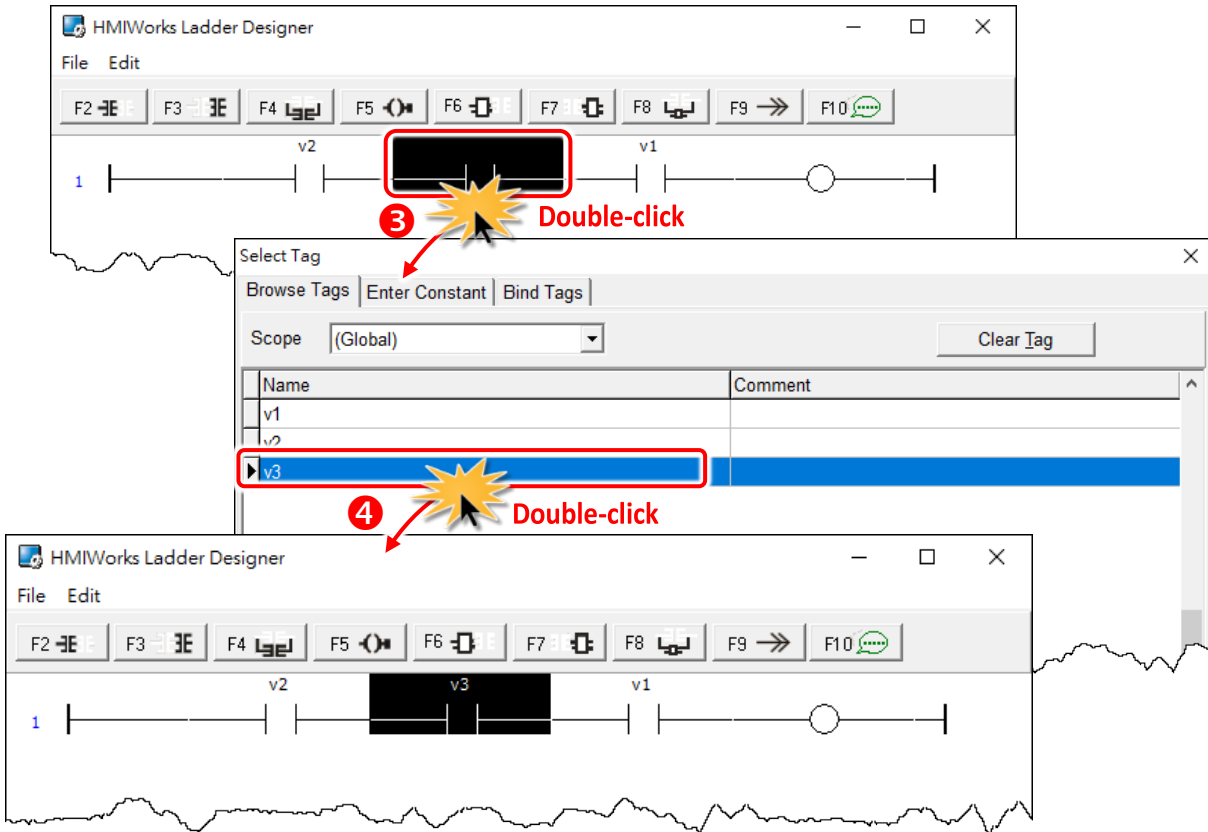 HMIWorks Ladder Designer
File Edit
F2 F3 F4 F5 F6 F7 F8 F9 F10
v2 v1
1
❸ Double-click
Select Tag
Browse Tags Enter Constant Bind Tags
Scope (Global) Clear Tag
Name Comment
v1
v2
v3
❹ Double-click
HMIWorks Ladder Designer
File Edit
F2 F3 F4 F5 F6 F7 F8 F9 F10
v2 v3 v1
1